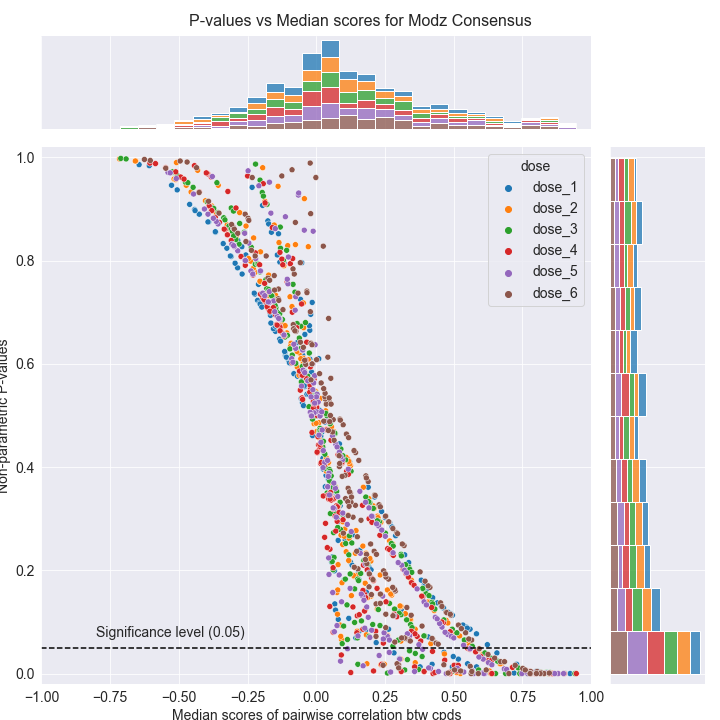 P-values vs Median scores for Modz Consensus
1.0
0.8
0.6
0.4
0.2
0.0
Non-parametric P-values
dose
dose_1
dose_2
dose_3
dose_4
dose_5
dose_6
Significance level (0.05)
−1.00 −0.75 −0.50 −0.25 0.00 0.25 0.50 0.75 1.00
Median scores of pairwise correlation btw cpds